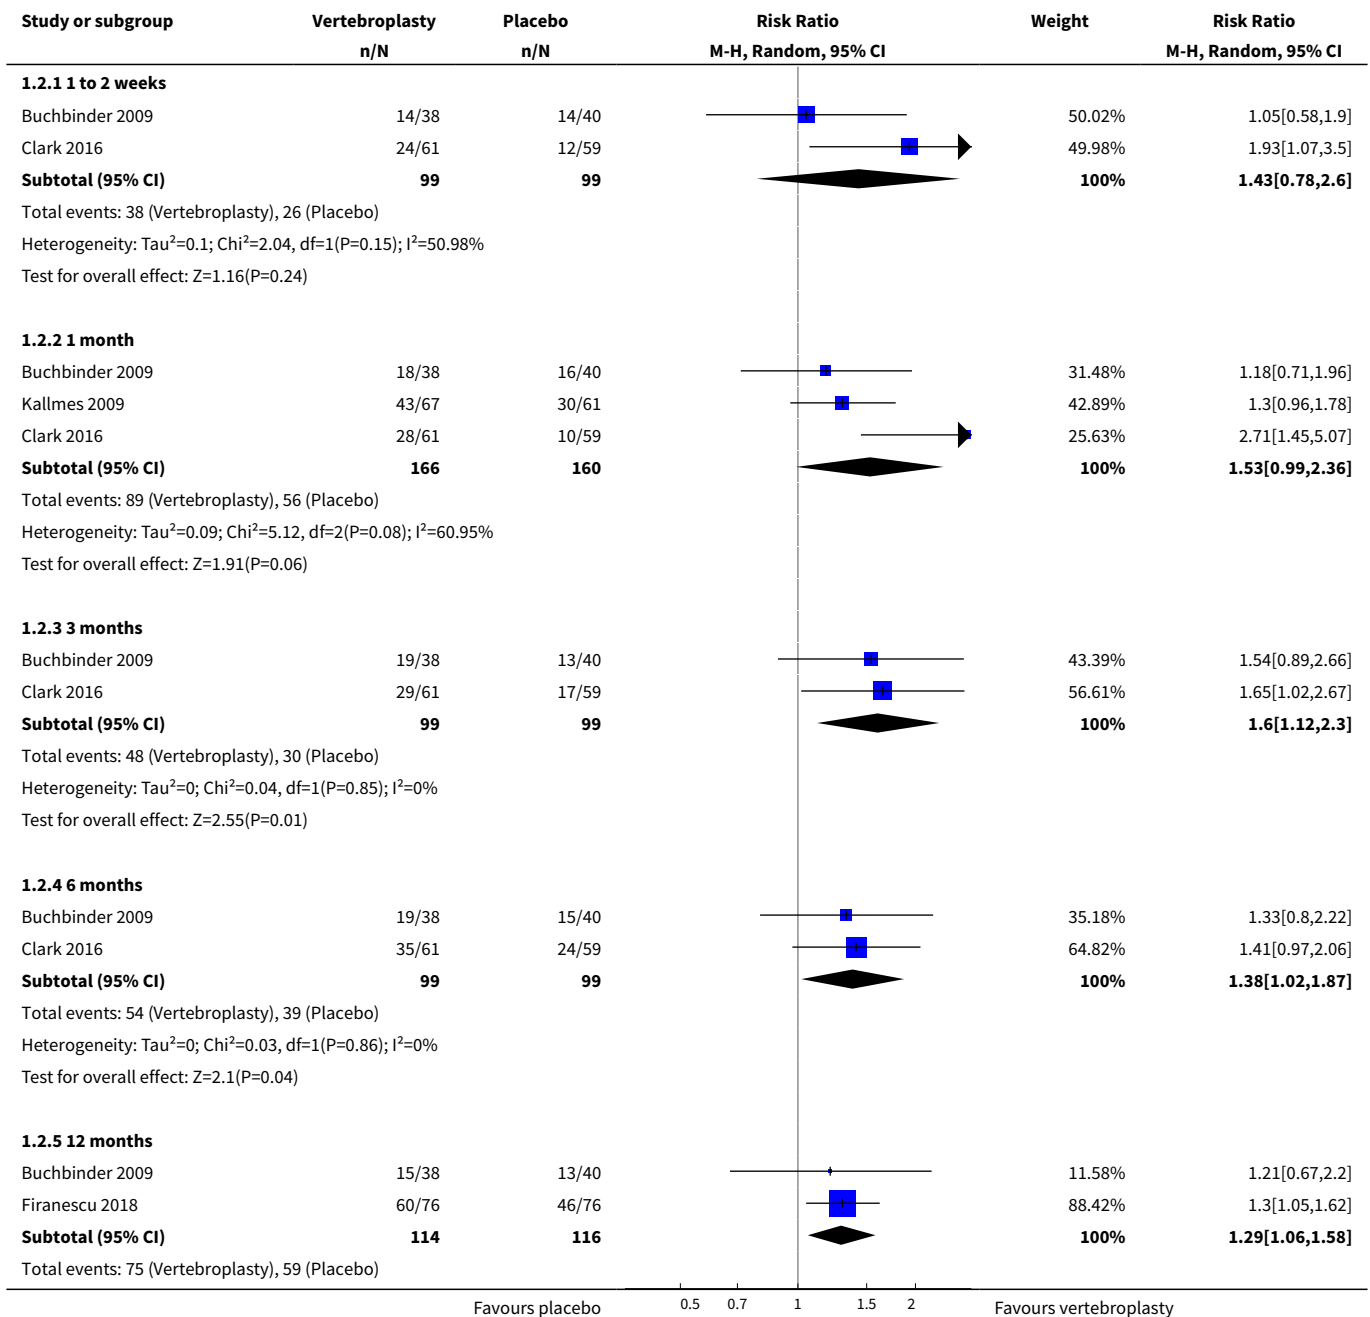 Study or subgroup Vertebroplasty Placebo Risk Ratio Weight Risk Ratio
n/N n/N M-H, Random, 95% CI M-H, Random, 95% CI
1.2.1 1 to 2 weeks
Buchbinder 2009 14/38 14/40 50.02% 1.05[0.58,1.9]
Clark 2016 24/61 12/59 49.98% 1.93[1.07,3.5]
Subtotal (95% CI) 99 99 100% 1.43[0.78,2.6]
Total events: 38 (Vertebroplasty), 26 (Placebo)
Heterogeneity: Tau²=0.1; Chi²=2.04, df=1(P=0.15); I²=50.98%
Test for overall effect: Z=1.16(P=0.24)
1.2.2 1 month
Buchbinder 2009 18/38 16/40 31.48% 1.18[0.71,1.96]
Kallmes 2009 43/67 30/61 42.89% 1.3[0.96,1.78]
Clark 2016 28/61 10/59 25.63% 2.71[1.45,5.07]
Subtotal (95% CI) 166 160 100% 1.53[0.99,2.36]
Total events: 89 (Vertebroplasty), 56 (Placebo)
Heterogeneity: Tau²=0.09; Chi²=5.12, df=2(P=0.08); I²=60.95%
Test for overall effect: Z=1.91(P=0.06)
1.2.3 3 months
Buchbinder 2009 19/38 13/40 43.39% 1.54[0.89,2.66]
Clark 2016 29/61 17/59 56.61% 1.65[1.02,2.67]
Subtotal (95% CI) 99 99 100% 1.6[1.12,2.3]
Total events: 48 (Vertebroplasty), 30 (Placebo)
Heterogeneity: Tau²=0; Chi²=0.04, df=1(P=0.85); I²=0%
Test for overall effect: Z=2.55(P=0.01)
1.2.4 6 months
Buchbinder 2009 19/38 15/40 35.18% 1.33[0.8,2.22]
Clark 2016 35/61 24/59 64.82% 1.41[0.97,2.06]
Subtotal (95% CI) 99 99 100% 1.38[1.02,1.87]
Total events: 54 (Vertebroplasty), 39 (Placebo)
Heterogeneity: Tau²=0; Chi²=0.03, df=1(P=0.86); I²=0%
Test for overall effect: Z=2.1(P=0.04)
1.2.5 12 months
Buchbinder 2009 15/38 13/40 11.58% 1.21[0.67,2.2]
Firanescu 2018 60/76 46/76 88.42% 1.3[1.05,1.62]
Subtotal (95% CI) 114 116 100% 1.29[1.06,1.58]
Total events: 75 (Vertebroplasty), 59 (Placebo)
Favours placebo 0.5 0.7 1 1.5 2 Favours vertebroplasty